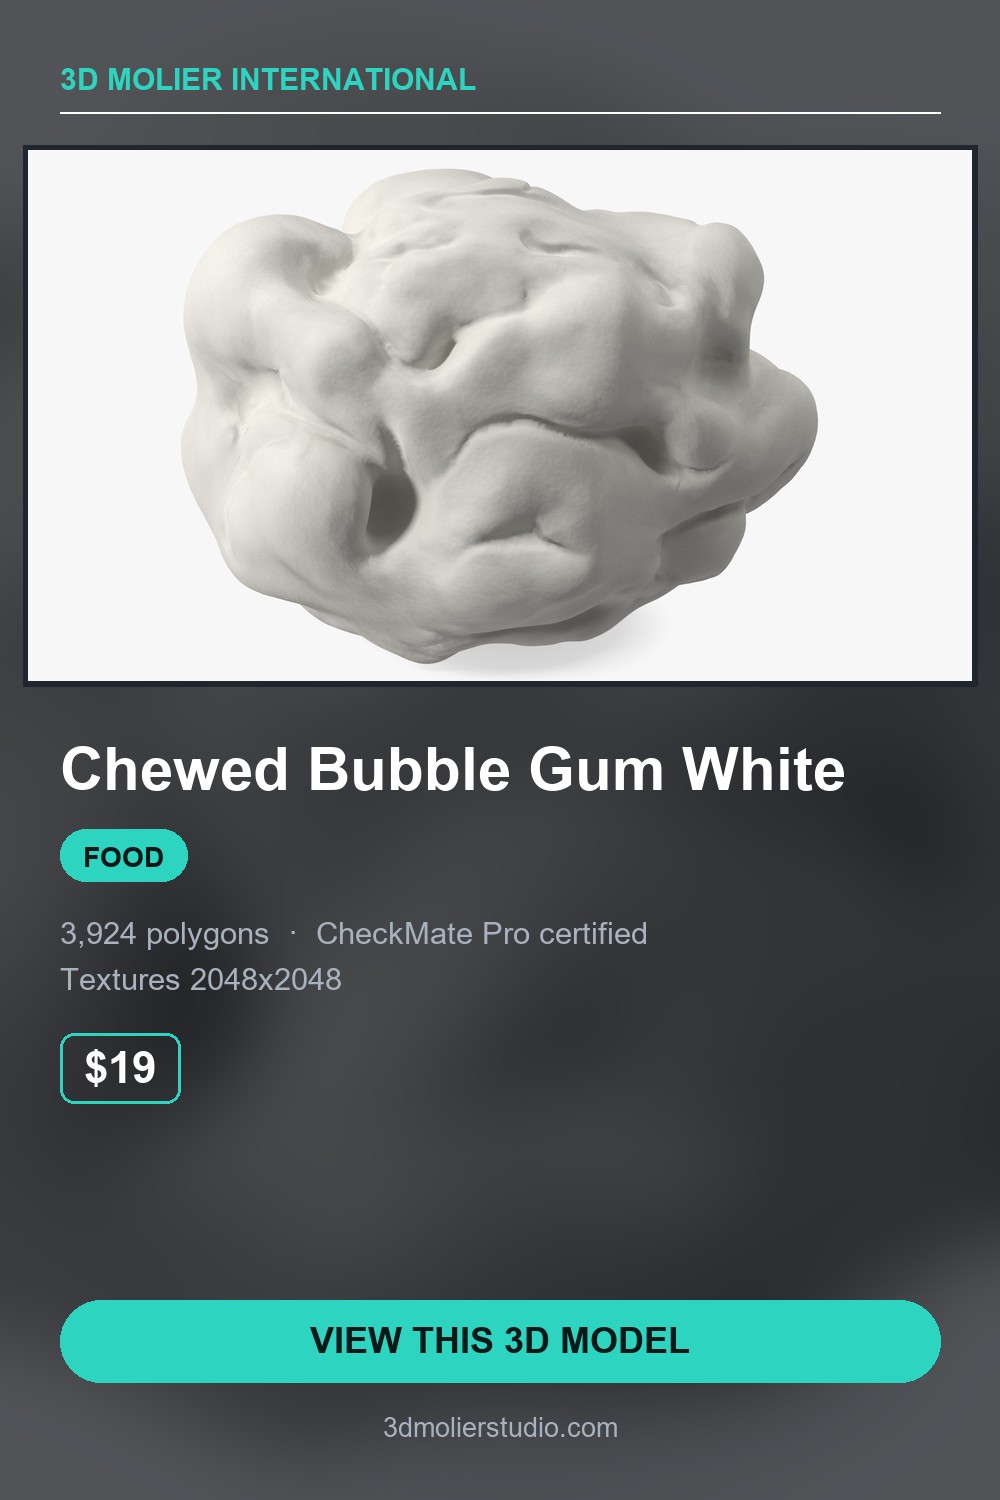 3D MOLIER INTERNATIONAL
Chewed Bubble Gum White
FOOD
3,924 polygons · CheckMate Pro certified
Textures 2048x2048
$19
VIEW THIS 3D MODEL
3dmolierstudio.com